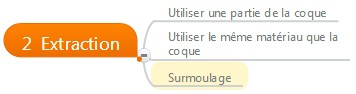 Utiliser une partie de la coque
2 Extraction
Utiliser le même matériau que la
coque
Surmoulage